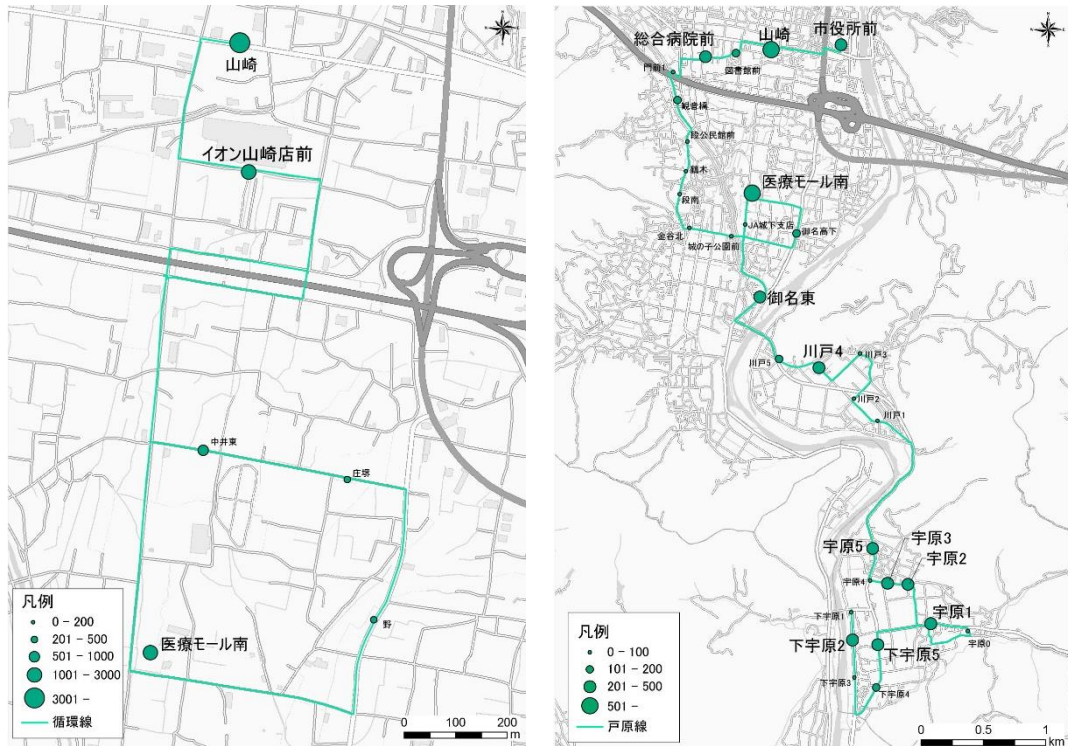 山崎
イオン山崎店前
中井東
庄境
野
医療モール南
凡例
0 - 200
201 - 500
501 - 1000
1001 - 3000
3001 -
循環線
0 100 200
m
総合病院前
山崎
市役所前
図書館前
門前1
段公民館前
鶴木
段南
医療モール南
JA城下支店
金谷北
城の子公園前
御名高下
御名東
川戸5
川戸4
川戸3
川戸2
川戸1
宇原5
宇原3
宇原2
宇原4
宇原1
宇原0
下宇原1
下宇原2
下宇原5
下宇原3
下宇原4
凡例
0 - 100
101 - 200
201 - 500
501 -
戸原線
0 0.5 1
km